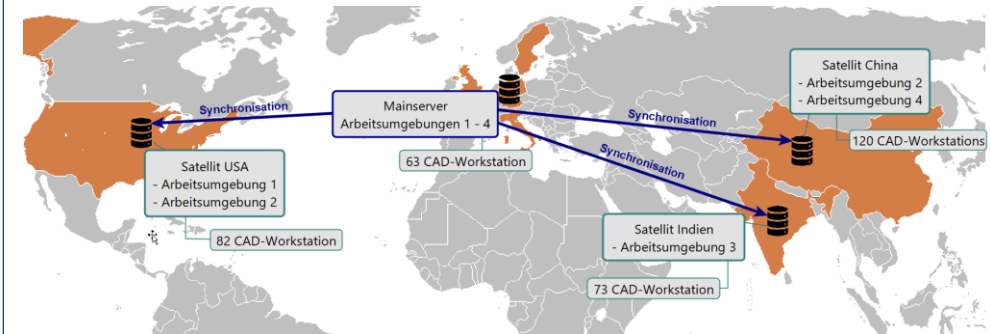 Synchronisation
Mainserver
Arbeitsumgebungen 1 - 4
63 CAD-Workstation
Satellit USA
- Arbeitsumgebung 1
- Arbeitsumgebung 2
82 CAD-Workstation
Synchronisation
Satellit China
- Arbeitsumgebung 2
- Arbeitsumgebung 4
120 CAD-Workstations
Synchronisation
Satellit Indien
- Arbeitsumgebung 3
73 CAD-Workstation